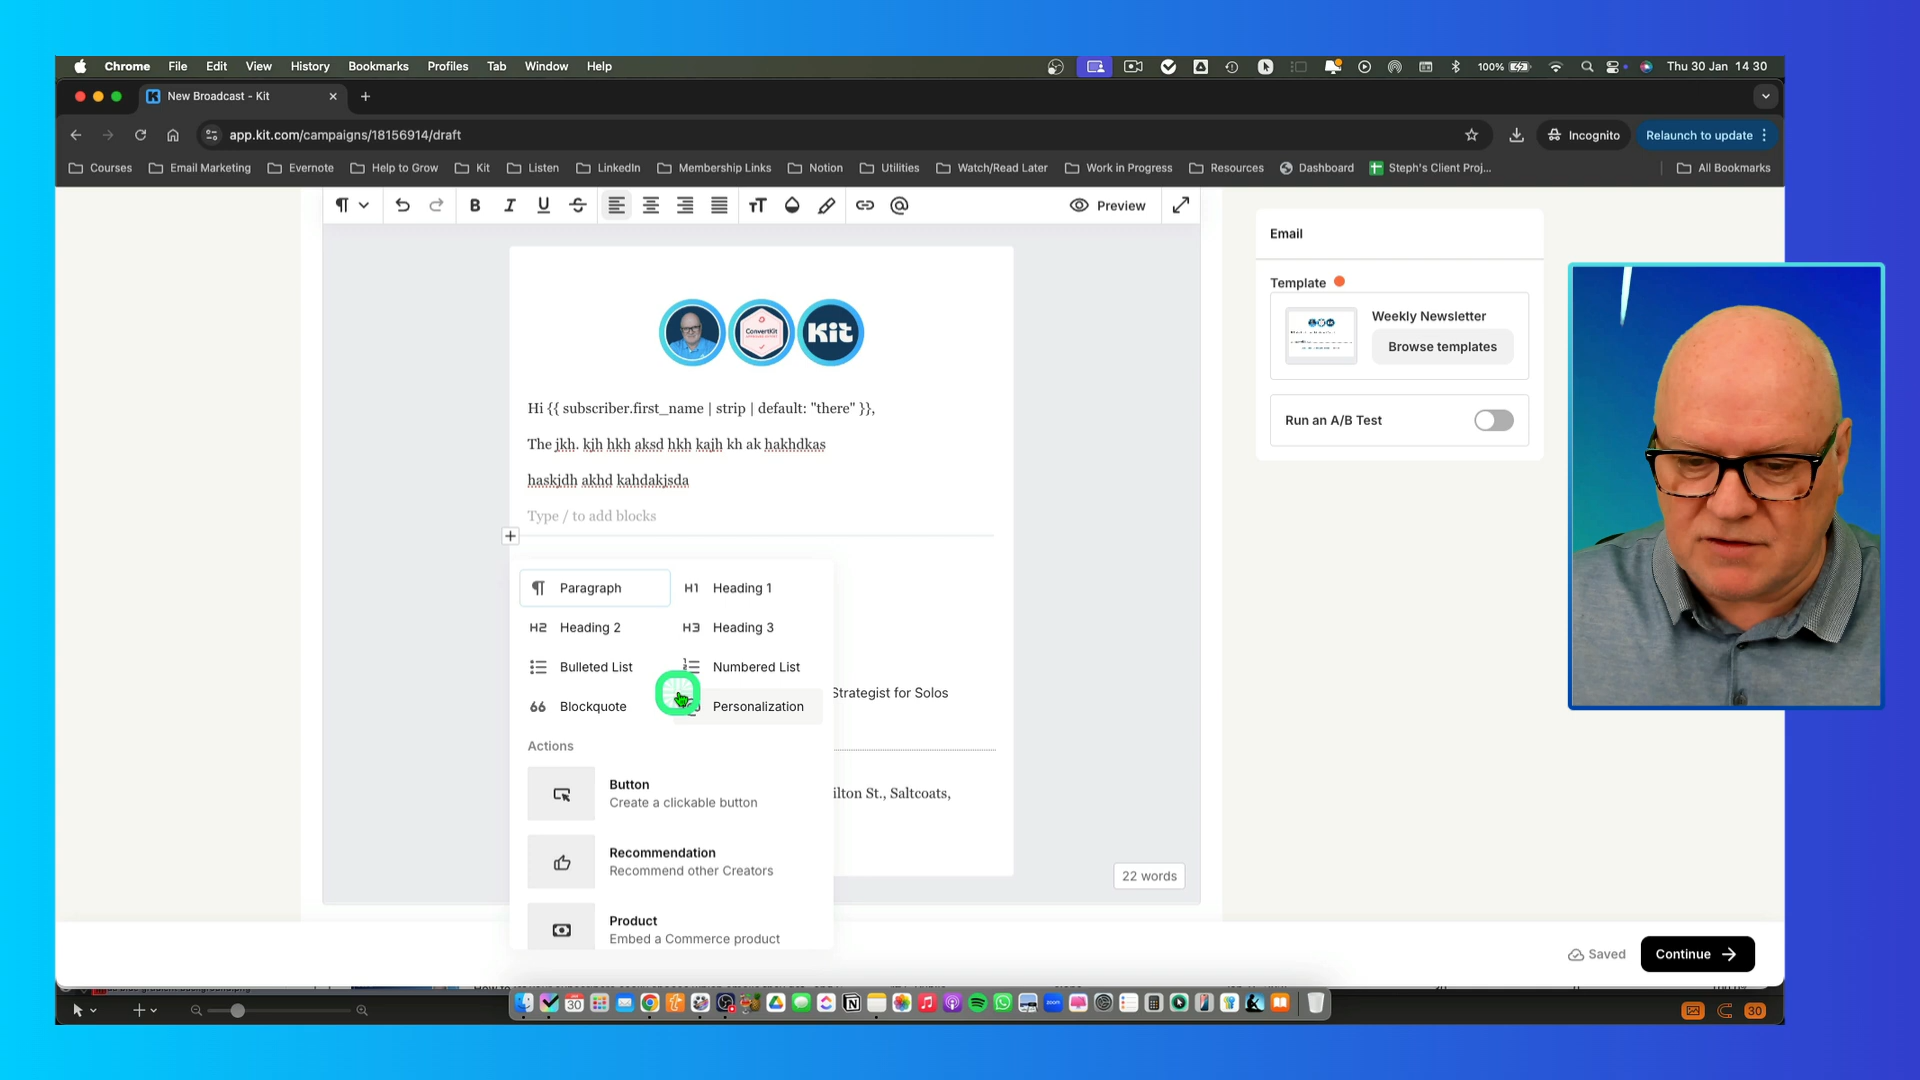 Chrome File Edit View History Bookmarks Profiles Tab Window Help 100% Thu 30 Jan 14 30
New Broadcast - Kit
app.kit.com/campaigns/18156914/draft Incognito Relaunch to update
Courses Email Marketing Evernote Help to Grow Kit Listen LinkedIn Membership Links Notion Utilities Watch/Read Later Work in Progress Resources Dashboard Steph's Client Proj... All Bookmarks
B I U S TT @ Preview
Email
Template
Weekly Newsletter
Browse templates
Run an A/B Test
ConvertKit
Kit
Hi {{ subscriber.first_name | strip | default: "there" }},
The jkh. kjh hkh aksd hkh kajh kh ak hakhdkas
haskjdh akhd kahdakjsda
Type / to add blocks
Paragraph H1 Heading 1
H2 Heading 2 H3 Heading 3
Bulleted List Numbered List
Blockquote Personalization
Strategist for Solos
Actions
Button
Create a clickable button
ilton St., Saltcoats,
Recommendation
Recommend other Creators
22 words
Product
Embed a Commerce product
Saved Continue
30
30